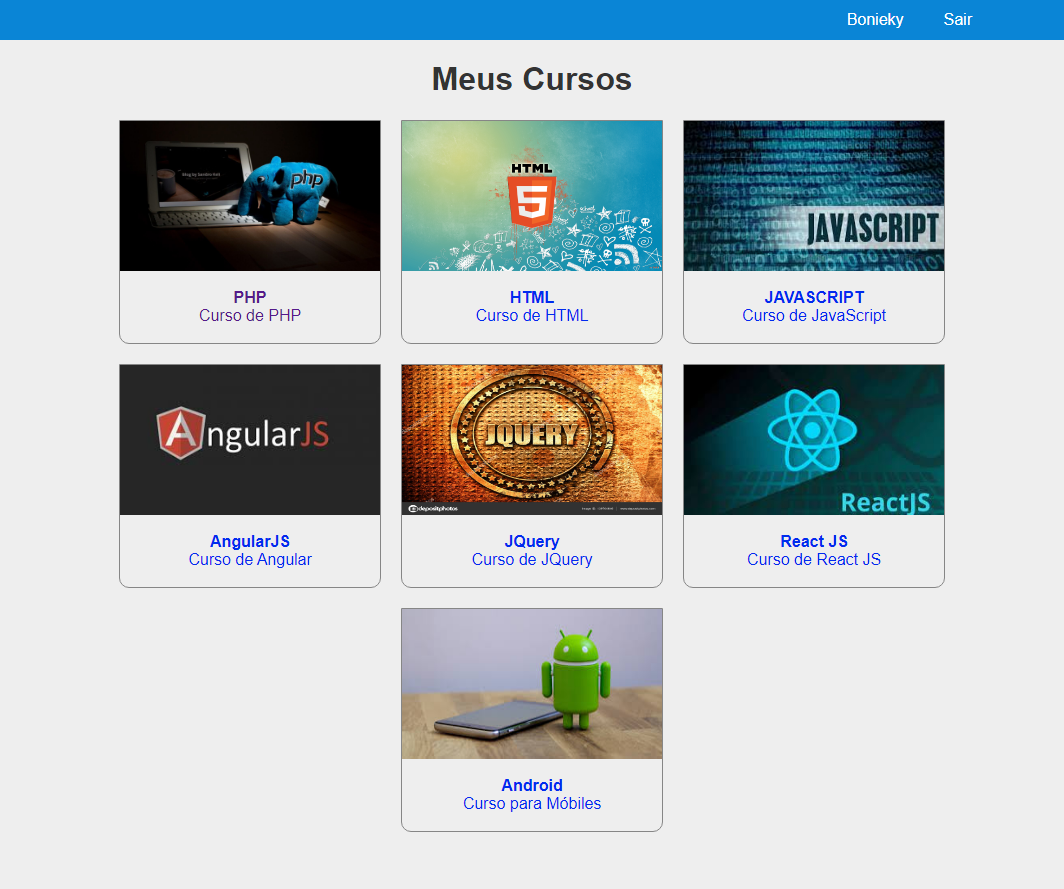 Bonieky Sair
Meus Cursos
php
HTML
5
JAVASCRIPT
PHP
Curso de PHP
HTML
Curso de HTML
JAVASCRIPT
Curso de JavaScript
AngularJS
JQUERY
depositphotos
ReactJS
AngularJS
Curso de Angular
JQuery
Curso de JQuery
React JS
Curso de React JS
Android
Curso para Móbiles